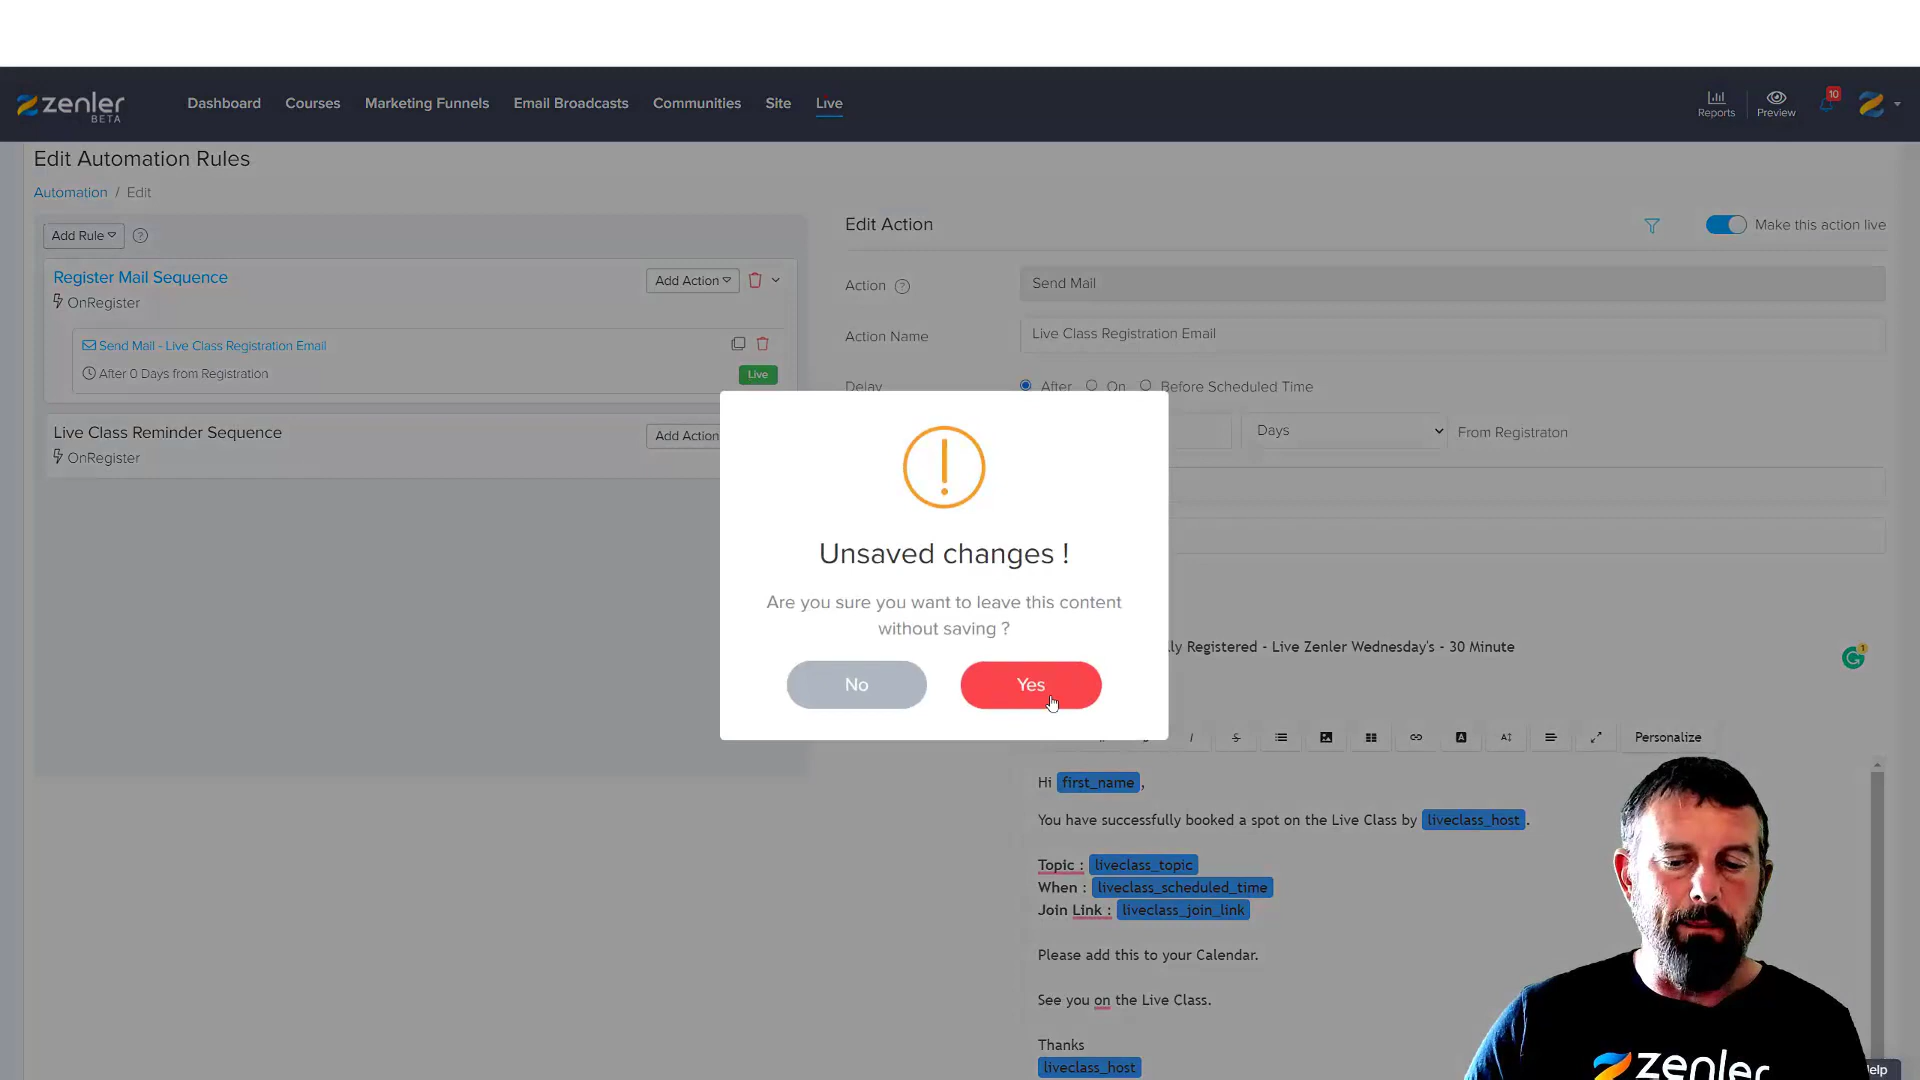 zenler
BETA
Dashboard
Courses
Marketing Funnels
Email Broadcasts
Communities
Site
Live
Reports
Preview
10
Edit Automation Rules
Automation / Edit
Add Rule
Register Mail Sequence
OnRegister
Add Action
Send Mail - Live Class Registration Email
After 0 Days from Registration
Live
Live Class Reminder Sequence
OnRegister
Add Action
Edit Action
Make this action live
Action
Send Mail
Action Name
Live Class Registration Email
Delay
After
On
Before Scheduled Time
Days
From Registraton
Unsaved changes !
Are you sure you want to leave this content
without saving ?
No
Yes
ly Registered - Live Zenler Wednesday's - 30 Minute
1
Personalize
Hi first_name ,
You have successfully booked a spot on the Live Class by liveclass_host .
Topic : liveclass_topic
When : liveclass_scheduled_time
Join Link : liveclass_join_link
Please add this to your Calendar.
See you on the Live Class.
Thanks
liveclass_host
zenler
elp